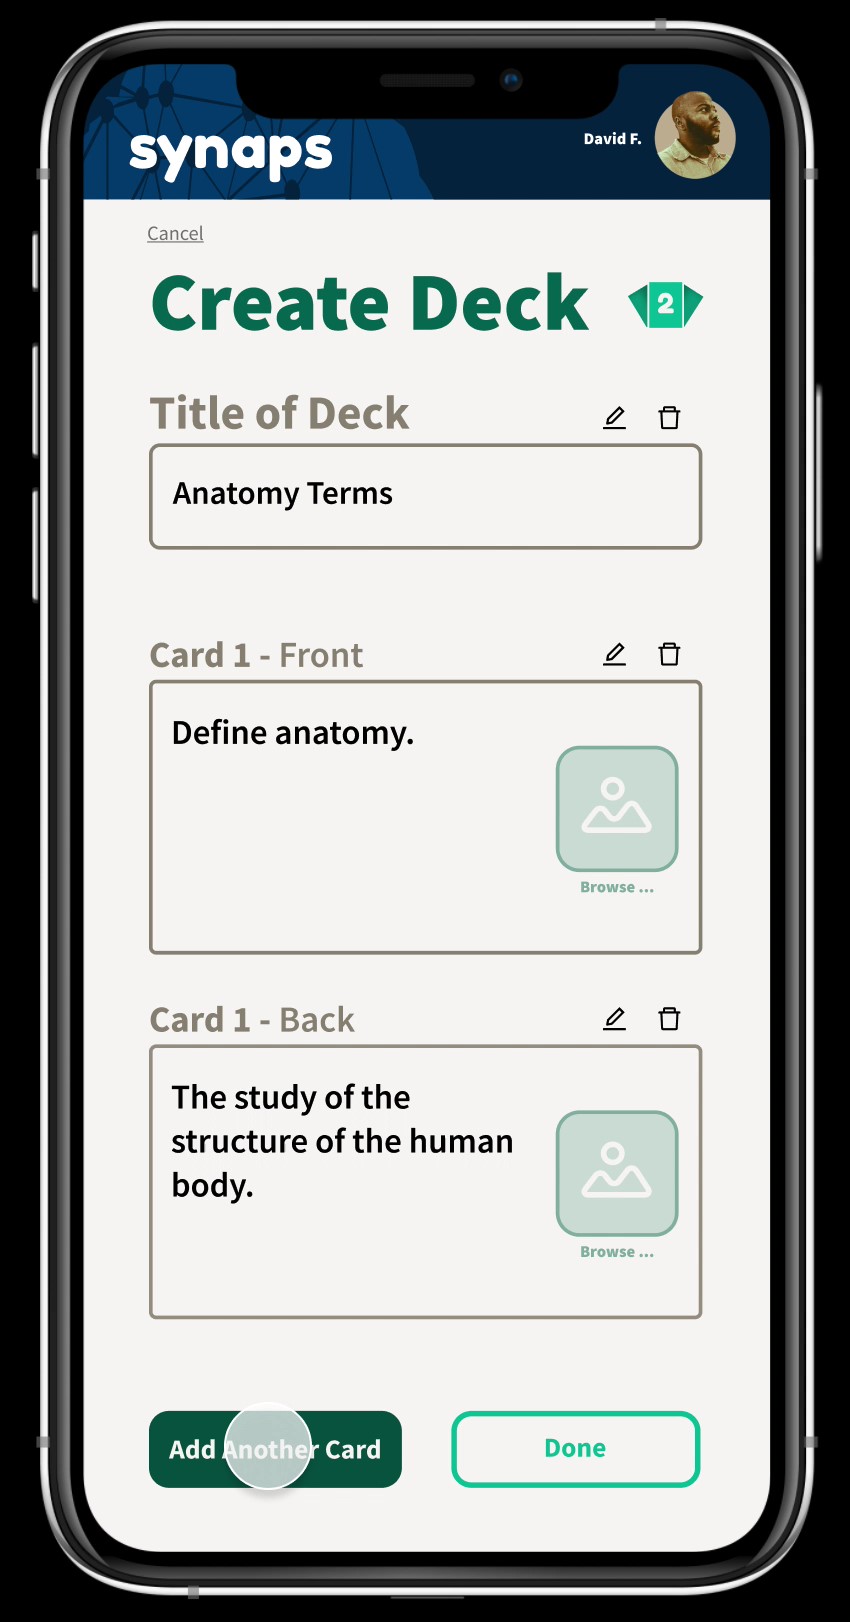 synaps
David F.
Cancel
Create Deck
2
Title of Deck
Anatomy Terms
Card 1 - Front
Define anatomy.
Browse ...
Card 1 - Back
The study of the
structure of the human
body.
Browse ...
Add Another Card
Done